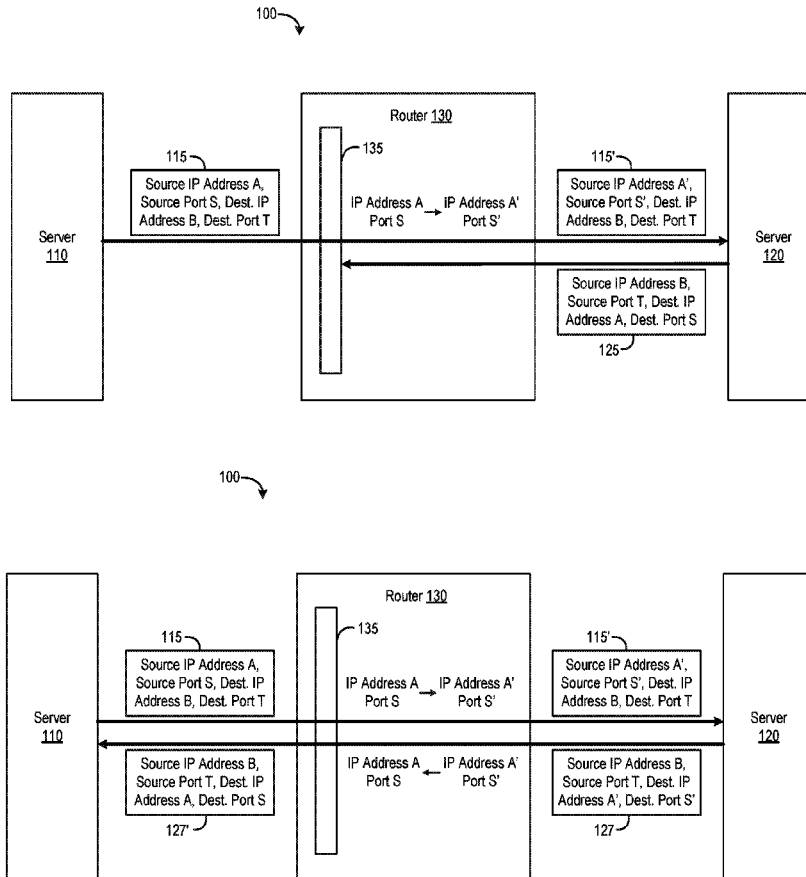 100
Router 130
135
115
Source IP Address A,
Source Port S, Dest. IP
Address B, Dest. Port T
IP Address A → IP Address A'
Port S Port S'
115'
Source IP Address A',
Source Port S', Dest. IP
Address B, Dest. Port T
Server
110
Server
120
Source IP Address B,
Source Port T, Dest. IP
Address A, Dest. Port S
125
100
Router 130
135
115
Source IP Address A,
Source Port S, Dest. IP
Address B, Dest. Port T
IP Address A → IP Address A'
Port S Port S'
115'
Source IP Address A',
Source Port S', Dest. IP
Address B, Dest. Port T
Server
110
Server
120
Source IP Address B,
Source Port T, Dest. IP
Address A, Dest. Port S
127'
IP Address A ← IP Address A'
Port S Port S'
Source IP Address B,
Source Port T, Dest. IP
Address A', Dest. Port S'
127